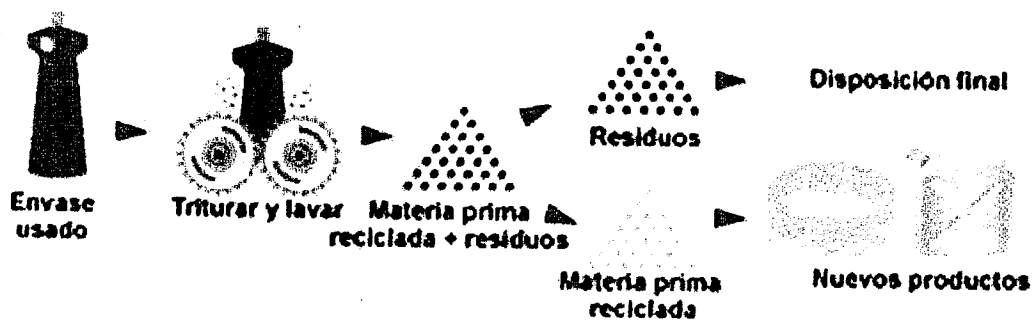 Envase
usado
Triturar y lavar
Materia prima
reciclada + residuos
Residuos
Disposición final
Materia prima
reciclada
Nuevos productos